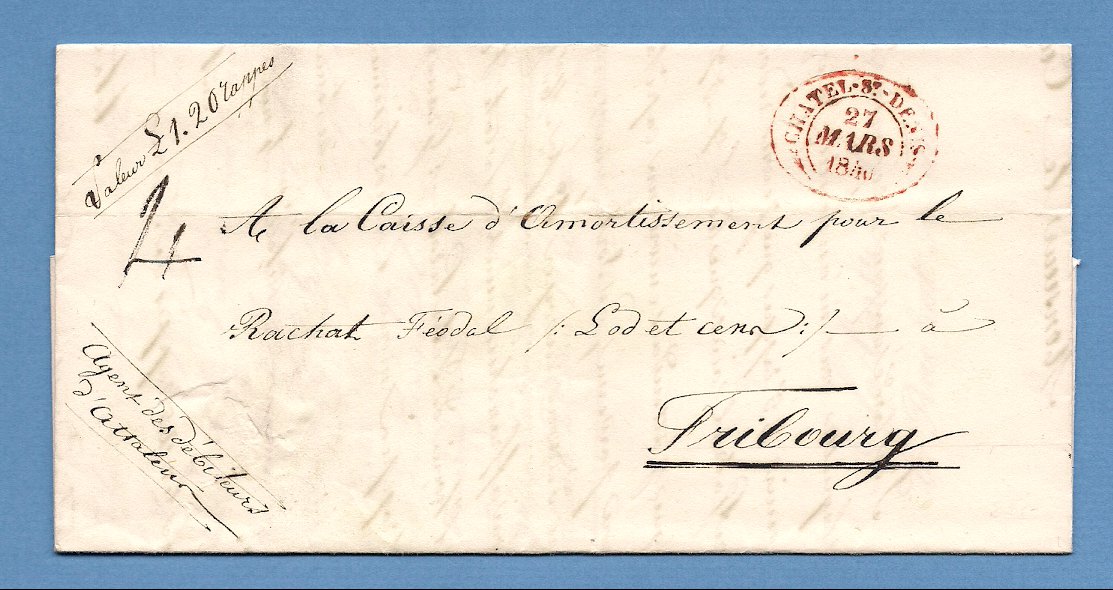 Valeur £ 1. 20 rappes
CHATEL-St-DENIS
27
MARS
1840
4
A la Caisse d'Amortissement pour le
Rachat Féodal /: Lod et cens :/ à
Fribourg
Agent des débiteurs
d'Attalens